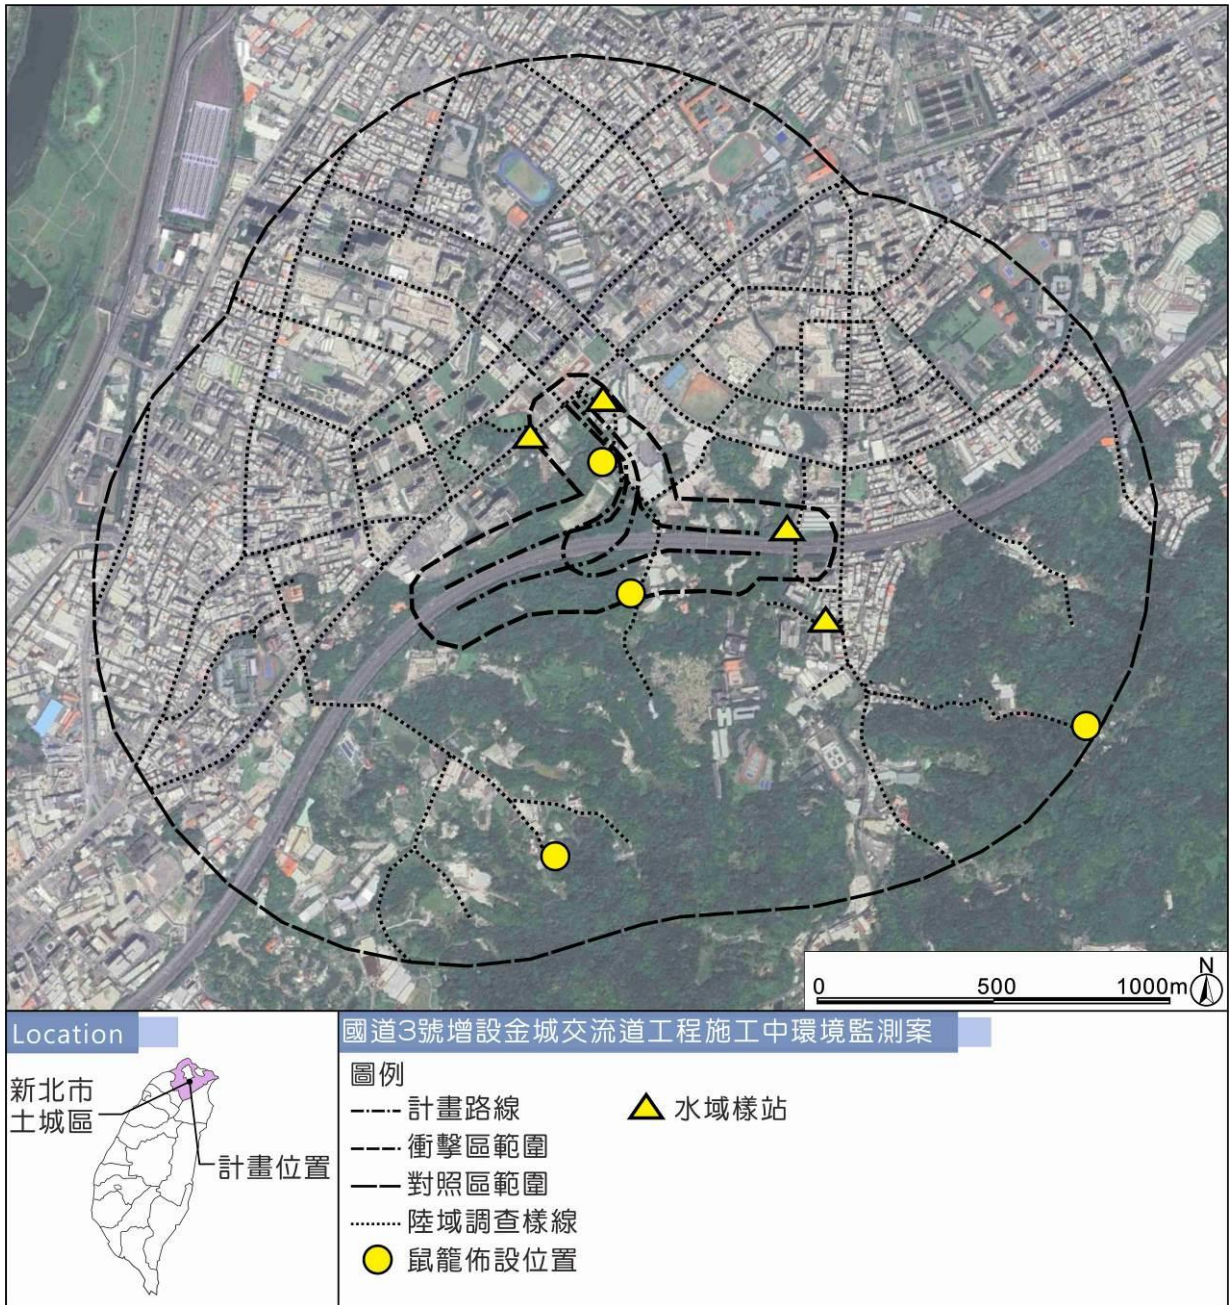 0 500 1000m N
Location
新北市
土城區
計畫位置
國道3號增設金城交流道工程施工中環境監測案
圖例
計畫路線
衝擊區範圍
對照區範圍
陸域調查樣線
鼠籠佈設位置
水域樣站